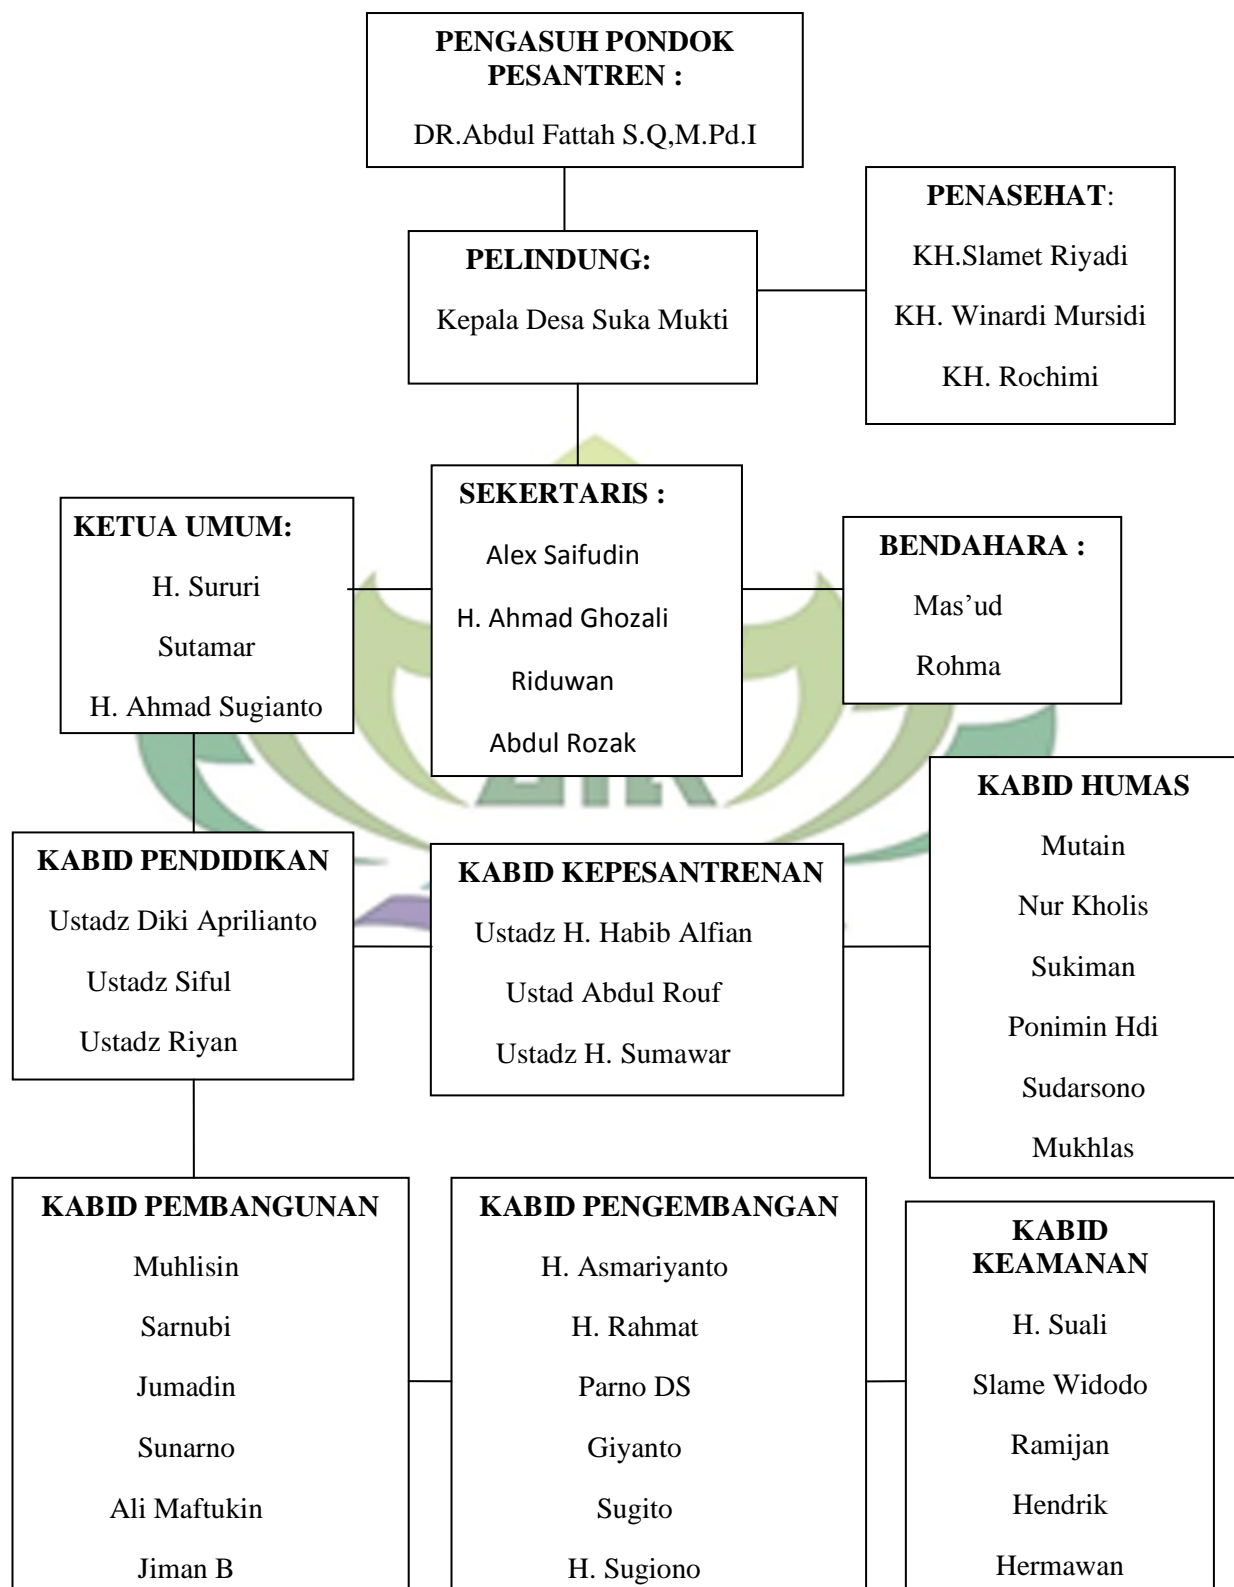 PENGASUH PONDOK
PESANTREN :
DR.Abdul Fattah S.Q,M.Pd.I
PENASEHAT:
KH.Slamet Riyadi
KH. Winardi Mursidi
KH. Rochimi
PELINDUNG:
Kepala Desa Suka Mukti
KETUA UMUM:
H. Sururi
Sutamar
H. Ahmad Sugianto
SEKERTARIS :
Alex Saifudin
H. Ahmad Ghozali
Riduwan
Abdul Rozak
BENDAHARA :
Mas’ud
Rohma
KABID PENDIDIKAN
Ustadz Diki Aprilianto
Ustadz Siful
Ustadz Riyan
KABID KEPESANTRENAN
Ustadz H. Habib Alfian
Ustad Abdul Rouf
Ustadz H. Sumawar
KABID HUMAS
Mutain
Nur Kholis
Sukiman
Ponimin Hdi
Sudarsono
Mukhlas
KABID PEMBANGUNAN
Muhlisin
Sarnubi
Jumadin
Sunarno
Ali Maftukin
Jiman B
KABID PENGEMBANGAN
H. Asmariyanto
H. Rahmat
Parno DS
Giyanto
Sugito
H. Sugiono
KABID
KEAMANAN
H. Suali
Slame Widodo
Ramijan
Hendrik
Hermawan